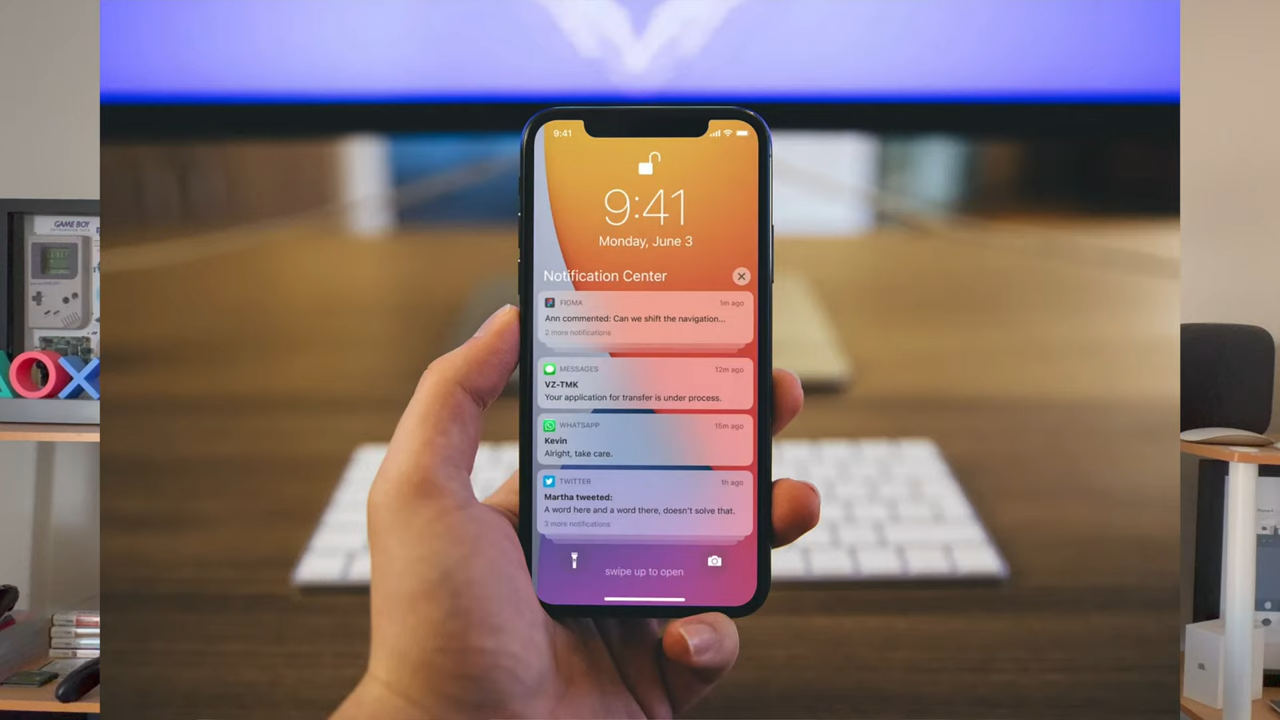 GAME BOY
9:41
9:41
Monday, June 3
Notification Center
FIGMA
1m ago
Ann commented: Can we shift the navigation...
2 more notifications
MESSAGES
12m ago
VZ-TMK
Your application for transfer is under process.
WHATSAPP
15m ago
Kevin
Alright, take care.
TWITTER
1h ago
Martha tweeted:
A word here and a word there, doesn't solve that.
3 more notifications
swipe up to open